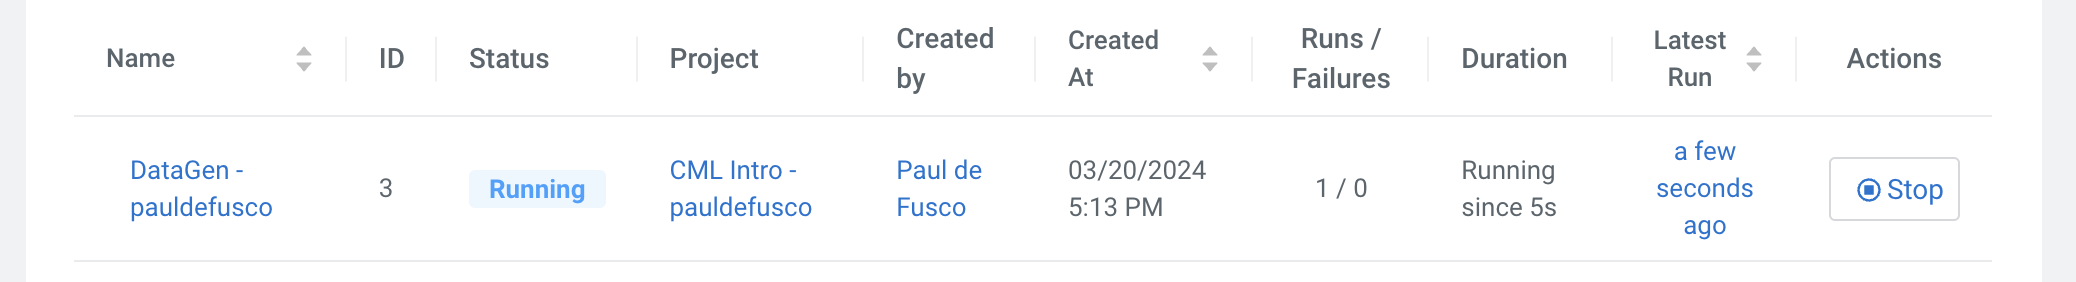 Name
ID
Status
Project
Created
by
Created
At
Runs /
Failures
Duration
Latest
Run
Actions
DataGen -
pauldefusco
3
Running
CML Intro -
pauldefusco
Paul de
Fusco
03/20/2024
5:13 PM
1 / 0
Running
since 5s
a few
seconds
ago
Stop